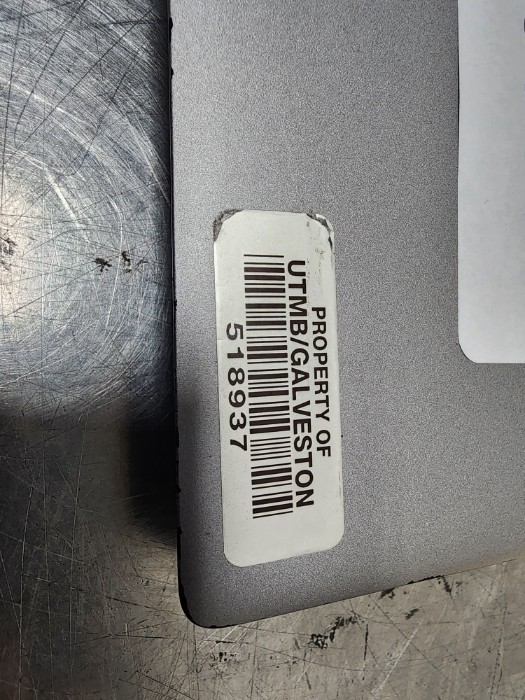 PROPERTY OF
UTMB/GALVESTON
518937